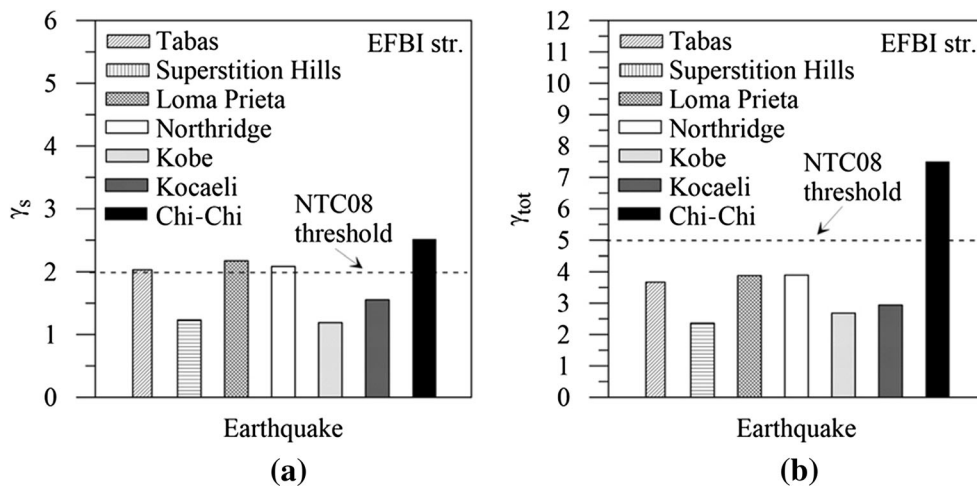 6
5
4
3
2
1
0
γs
EFBI str.
Tabas
Superstition Hills
Loma Prieta
Northridge
Kobe
Kocaeli
Chi-Chi
NTC08
threshold
Earthquake
(a)
12
11
10
9
8
7
6
5
4
3
2
1
0
γtot
EFBI str.
Tabas
Superstition Hills
Loma Prieta
Northridge
Kobe
Kocaeli
Chi-Chi
NTC08
threshold
Earthquake
(b)